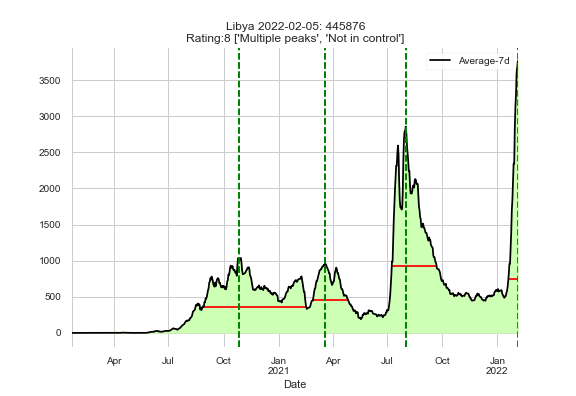 Libya 2022-02-05: 445876
Rating:8 ['Multiple peaks', 'Not in control']
Average-7d
3500
3000
2500
2000
1500
1000
500
0
Apr Jul Oct Jan Apr Jul Oct Jan
2021 2022
Date